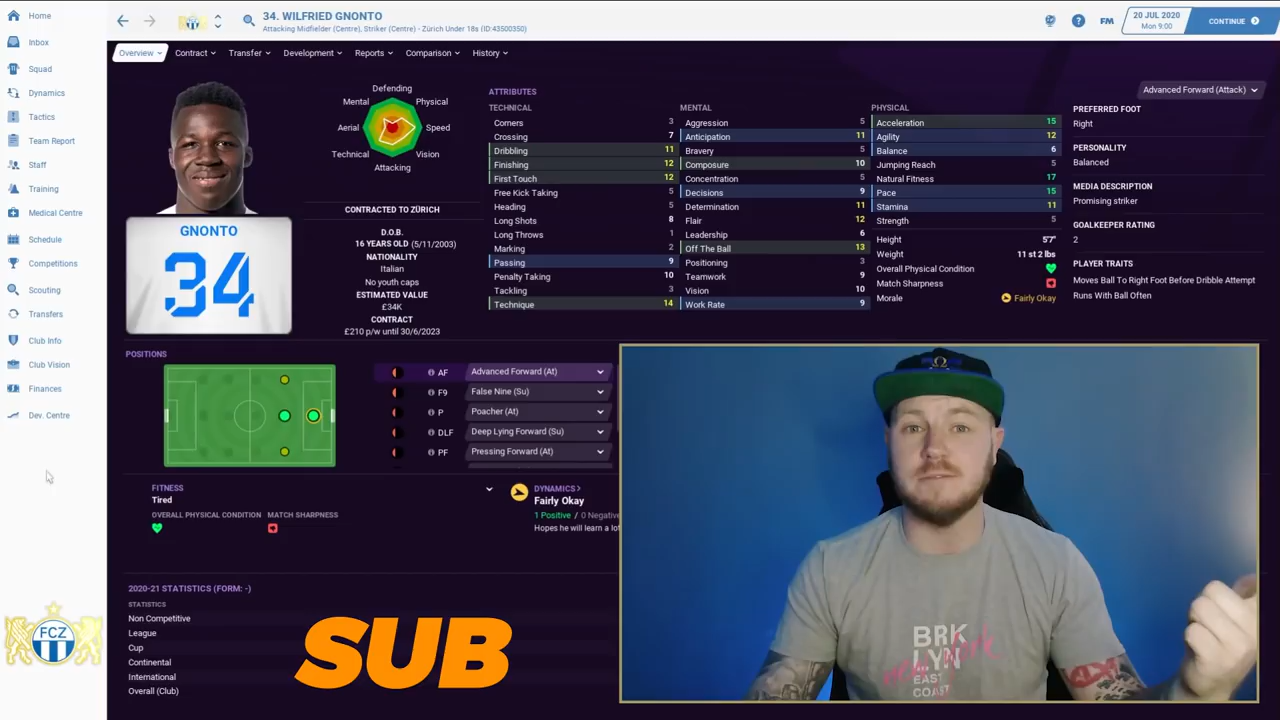 34. WILFRIED GNONTO
Attacking Midfielder (Centre), Striker (Centre) - Zürich Under 18s (ID:43500350)
FM
20 JUL 2020
Mon 9:00
CONTINUE
Home
Inbox
Squad
Dynamics
Tactics
Team Report
Staff
Training
Medical Centre
Schedule
Competitions
Scouting
Transfers
Club Info
Club Vision
Finances
Dev. Centre
FCZ
Overview
Contract
Transfer
Development
Reports
Comparison
History
GNONTO
34
Defending
Mental
Physical
Aerial
Speed
Technical
Vision
Attacking
CONTRACTED TO ZÜRICH
D.O.B.
16 YEARS OLD (5/11/2003)
NATIONALITY
Italian
No youth caps
ESTIMATED VALUE
£34K
CONTRACT
£210 p/w until 30/6/2023
ATTRIBUTES
Advanced Forward (Attack)
TECHNICAL
Corners 3
Crossing 7
Dribbling 11
Finishing 12
First Touch 12
Free Kick Taking 5
Heading 5
Long Shots 8
Long Throws 1
Marking 2
Passing 9
Penalty Taking 10
Tackling 3
Technique 14
MENTAL
Aggression 5
Anticipation 11
Bravery 5
Composure 10
Concentration 5
Decisions 9
Determination 11
Flair 12
Leadership 6
Off The Ball 13
Positioning 3
Teamwork 9
Vision 10
Work Rate 9
PHYSICAL
Acceleration 15
Agility 12
Balance 6
Jumping Reach 5
Natural Fitness 17
Pace 15
Stamina 11
Strength 5
Height 5'7"
Weight 11 st 2 lbs
Overall Physical Condition
Match Sharpness
Morale Fairly Okay
PREFERRED FOOT
Right
PERSONALITY
Balanced
MEDIA DESCRIPTION
Promising striker
GOALKEEPER RATING
2
PLAYER TRAITS
Moves Ball To Right Foot Before Dribble Attempt
Runs With Ball Often
POSITIONS
AF Advanced Forward (At)
F9 False Nine (Su)
P Poacher (At)
DLF Deep Lying Forward (Su)
PF Pressing Forward (At)
FITNESS
Tired
OVERALL PHYSICAL CONDITION
MATCH SHARPNESS
DYNAMICS
Fairly Okay
1 Positive / 0 Negative
Hopes he will learn a lot
2020-21 STATISTICS (FORM: -)
STATISTICS
Non Competitive
League
Cup
Continental
International
Overall (Club)
SUB
BRK
LYN
new york
EAST
COAST